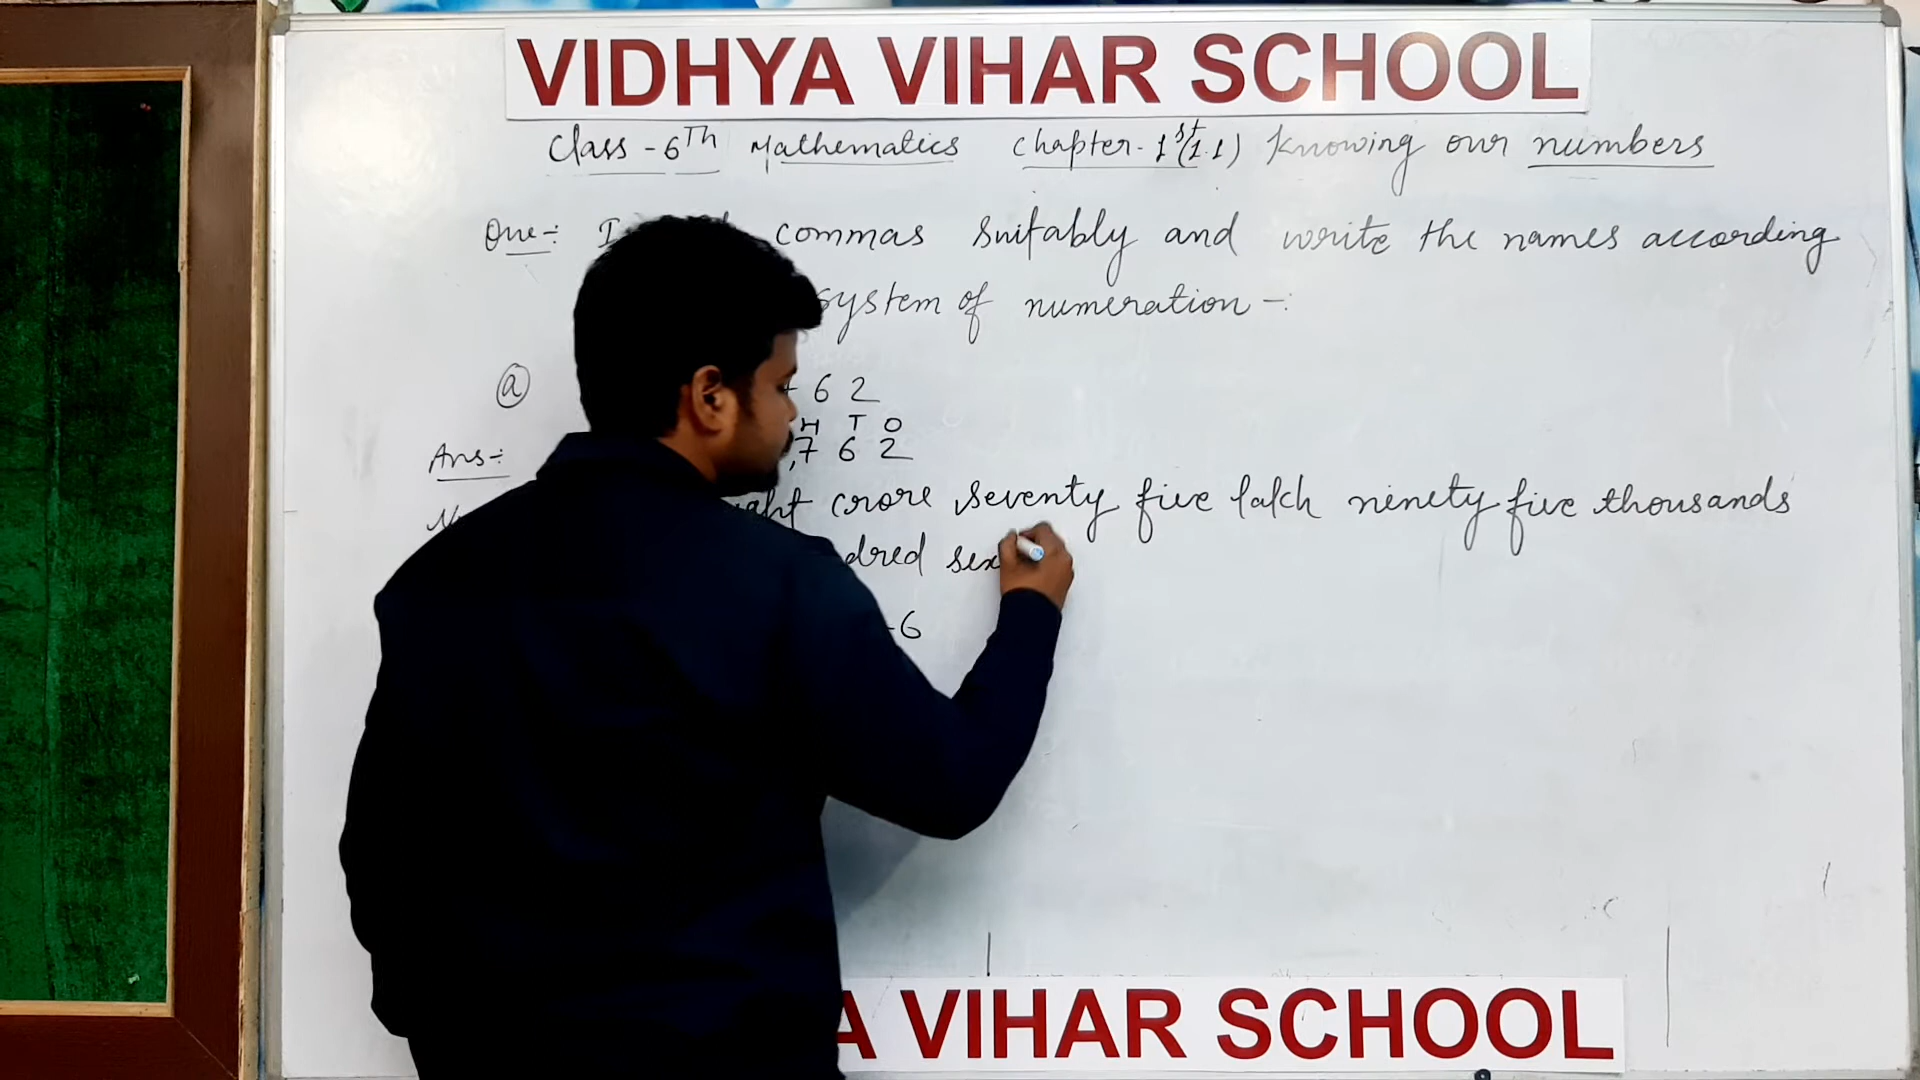 VIDHYA VIHAR SCHOOL
Class - 6Th Mathematics Chapter - 1st (1.1) Knowing our numbers
Que-: commas Suitably and write the names according
system of numeration -:
(a) 6 2
H T O
Ans-: ,7 6 2
crore seventy five lakh ninety five thousands
dred sex
6
A VIHAR SCHOOL